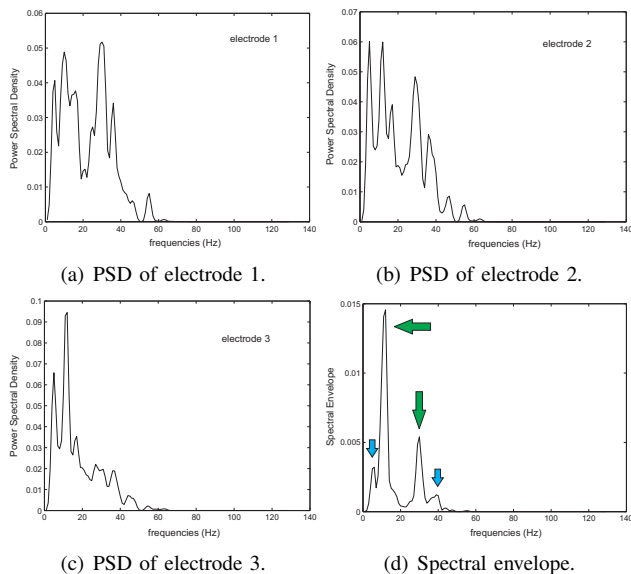 0.06
0.05
0.04
0.03
0.02
0.01
0
Power Spectral Density
electrode 1
0 20 40 60 80 100 120 140
frequencies (Hz)
(a) PSD of electrode 1.
0.07
0.06
0.05
0.04
0.03
0.02
0.01
0
Power Spectral Density
electrode 2
0 20 40 60 80 100 120 140
frequencies (Hz)
(b) PSD of electrode 2.
0.1
0.09
0.08
0.07
0.06
0.05
0.04
0.03
0.02
0.01
0
Power Spectral Density
electrode 3
0 20 40 60 80 100 120 140
frequencies (Hz)
(c) PSD of electrode 3.
0.015
0.01
0.005
0
Spectral Envelope
0 20 40 60 80 100 120 140
frequencies (Hz)
(d) Spectral envelope.